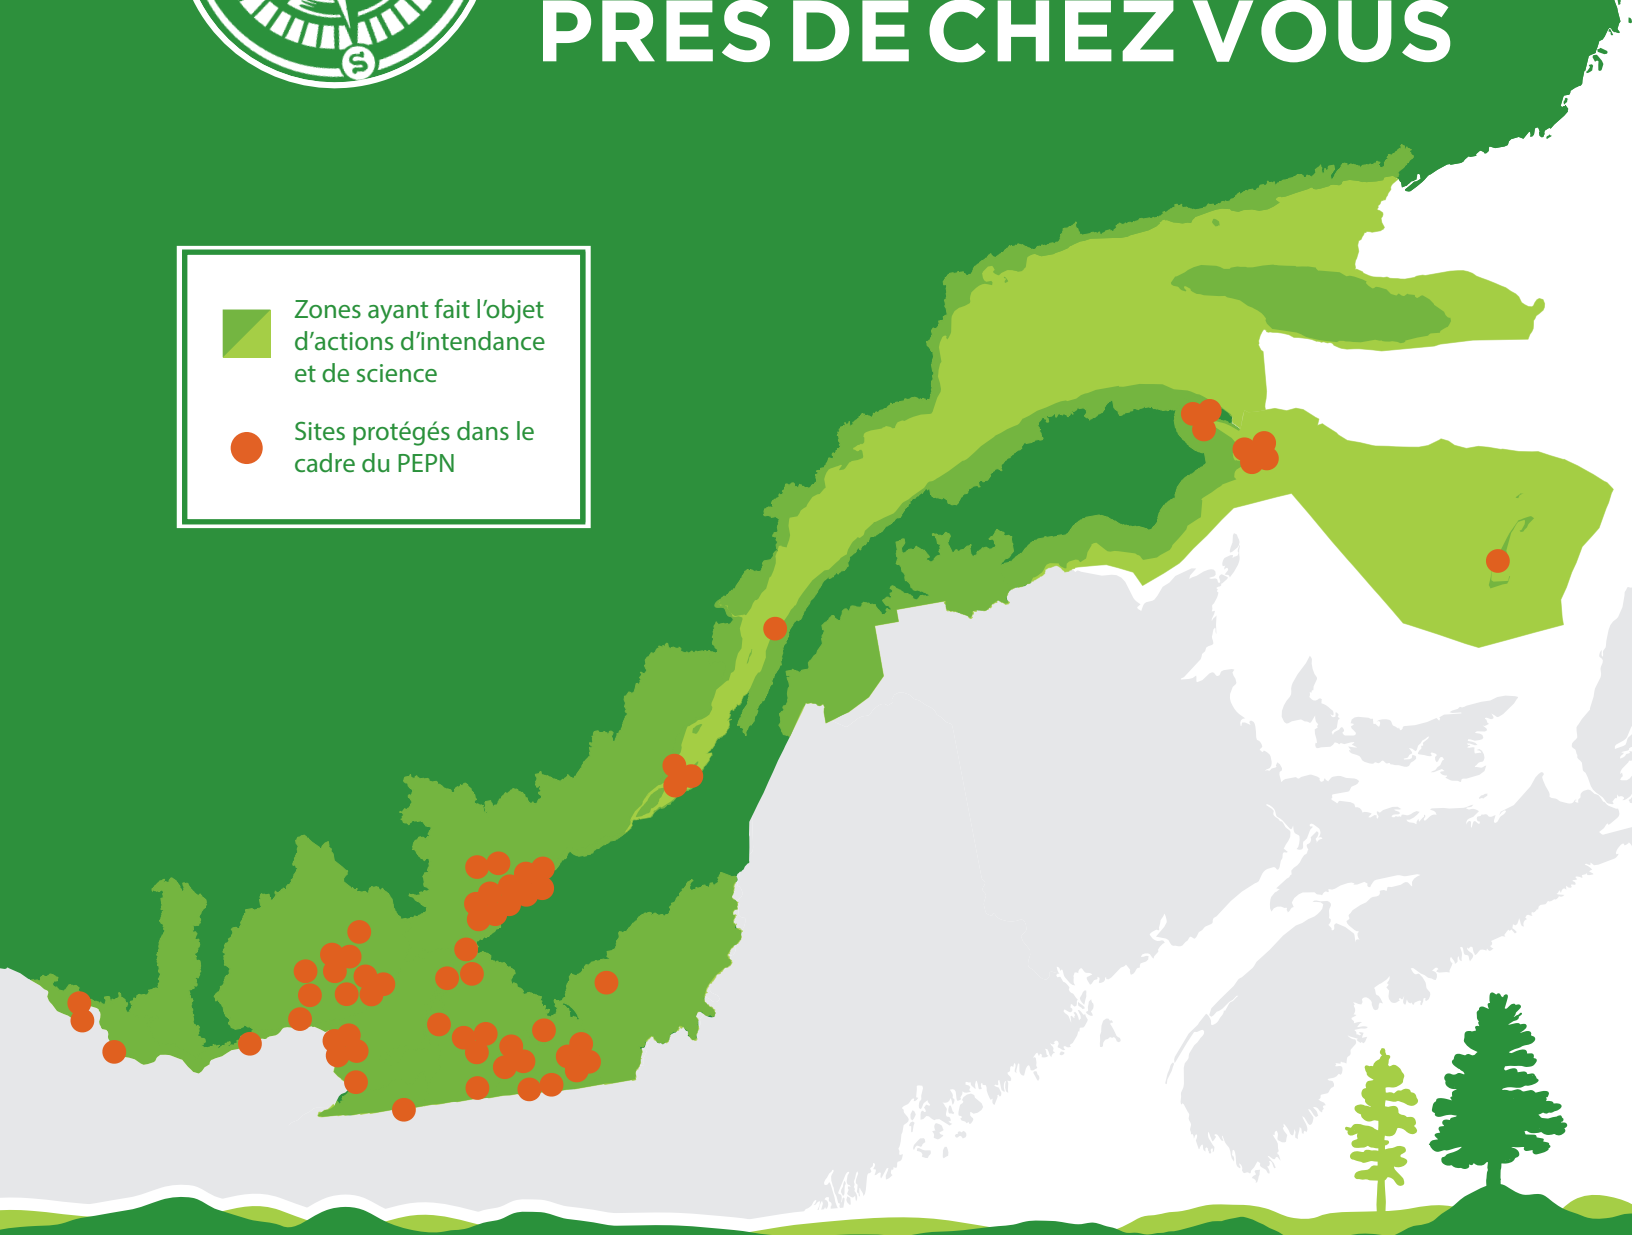 PRES DE CHEZ VOUS
S
Zones ayant fait l'objet
d'actions d'intendance
et de science
Sites protégés dans le
cadre du PEPN